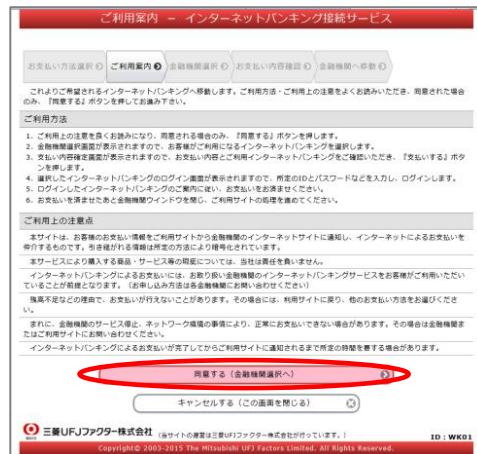 ご利用案内 － インターネットバンキング接続サービス
お支払い方法選択 ご利用案内 金融機関選択 お支払い内容確認 金融機関へ移動
これよりご希望されるインターネットバンキングへ移動します。ご利用方法・ご利用上の注意をよくお読みいただき、同意された場合
のみ、『同意する』ボタンを押してお進み下さい。
ご利用方法
1. ご利用上の注意を良くお読みになり、同意される場合のみ、『同意する』ボタンを押します。
2. 金融機関選択画面が表示されますので、お客様がご利用になるインターネットバンキングを選択します。
3. 支払い内容確定画面が表示されますので、お支払い内容とご利用インターネットバンキングをご確認いただき、『支払いする』ボタ
ンを押します。
4. 選択したインターネットバンキングのログイン画面が表示されますので、所定のIDとパスワードなどを入力し、ログインします。
5. ログインしたインターネットバンキングのご案内に従い、お支払いをお済ませください。
6. お支払いを済ませたあと金融機関ウインドウを閉じ、ご利用サイトの処理を進めてください。
ご利用上の注意点
本サイトは、お客様のお支払い情報をご利用サイトから金融機関のインターネットサイトに通知し、インターネットによるお支払いを
仲介するものです。引き継がれる情報は所定の方法により暗号化されています。
本サービスにより購入する商品・サービス等の瑕疵については、当社は責任を負いません。
インターネットバンキングによるお支払いには、お取り扱い金融機関のインターネットバンキングサービスをお客様がご利用いただい
ていることが前提となります。（お申し込み方法は各金融機関にお問い合わせください）
残高不足などの理由で、お支払いが行えないことがあります。その場合には、利用サイトに戻り、他のお支払い方法をお選びくださ
い。
まれに、金融機関のサービス停止、ネットワーク環境の事情により、正常にお支払いできない場合があります。その場合は金融機関ま
たはご利用サイトにお問い合わせください。
インターネットバンキングによるお支払いが完了してからご利用サイトに通知されるまで所定の時間を要する場合があります。
同意する（金融機関選択へ）
キャンセルする（この画面を閉じる）
三菱UFJファクター株式会社 （当サイトの運営は三菱UFJファクター株式会社が行っています。）
ID：WK01
Copyright© 2003-2015 The Mitsubishi UFJ Factors Limited. All Rights Reserved.